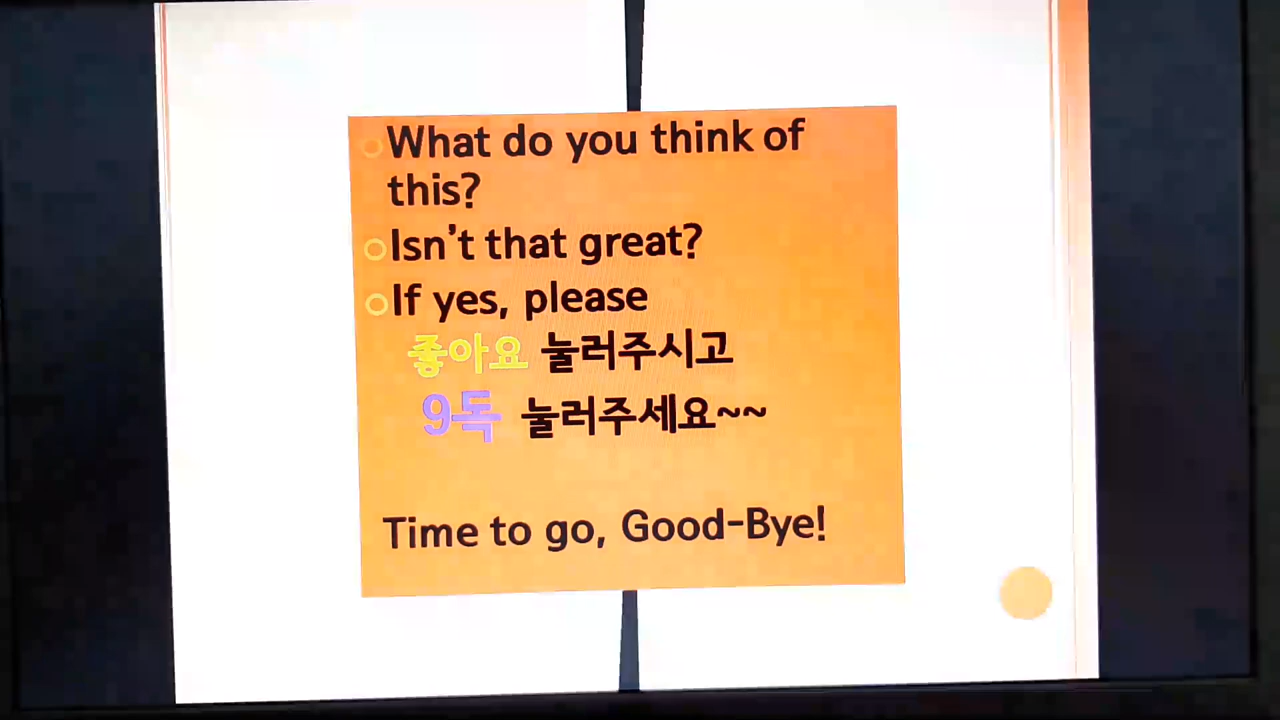 What do you think of
this?
Isn't that great?
If yes, please
좋아요 눌러주시고
9독 눌러주세요~~
Time to go, Good-Bye!